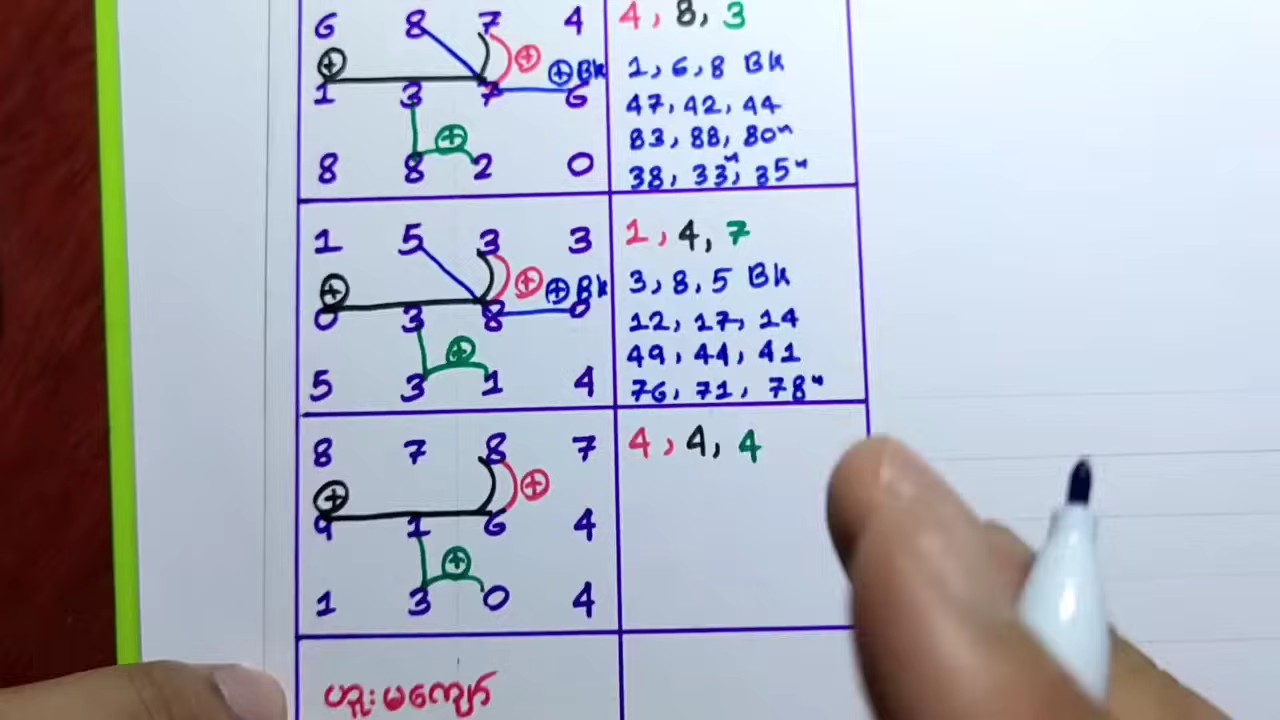 6 8 7 4
4, 8, 3
+ + + Bk
1, 6, 8 Bk
1 3 7 6
47, 42, 44
+
83, 88, 80"
8 8 2 0
38, 33", 35"
1 5 3 3
1, 4, 7
+ + + Bk
3, 8, 5 Bk
0 3 8 0
12, 17, 14
+
49, 44, 41
5 3 1 4
76, 71, 78"
8 7 8 7
4, 4, 4
+ +
9 1 6 4
+
1 3 0 4
ဟူးမကျော်